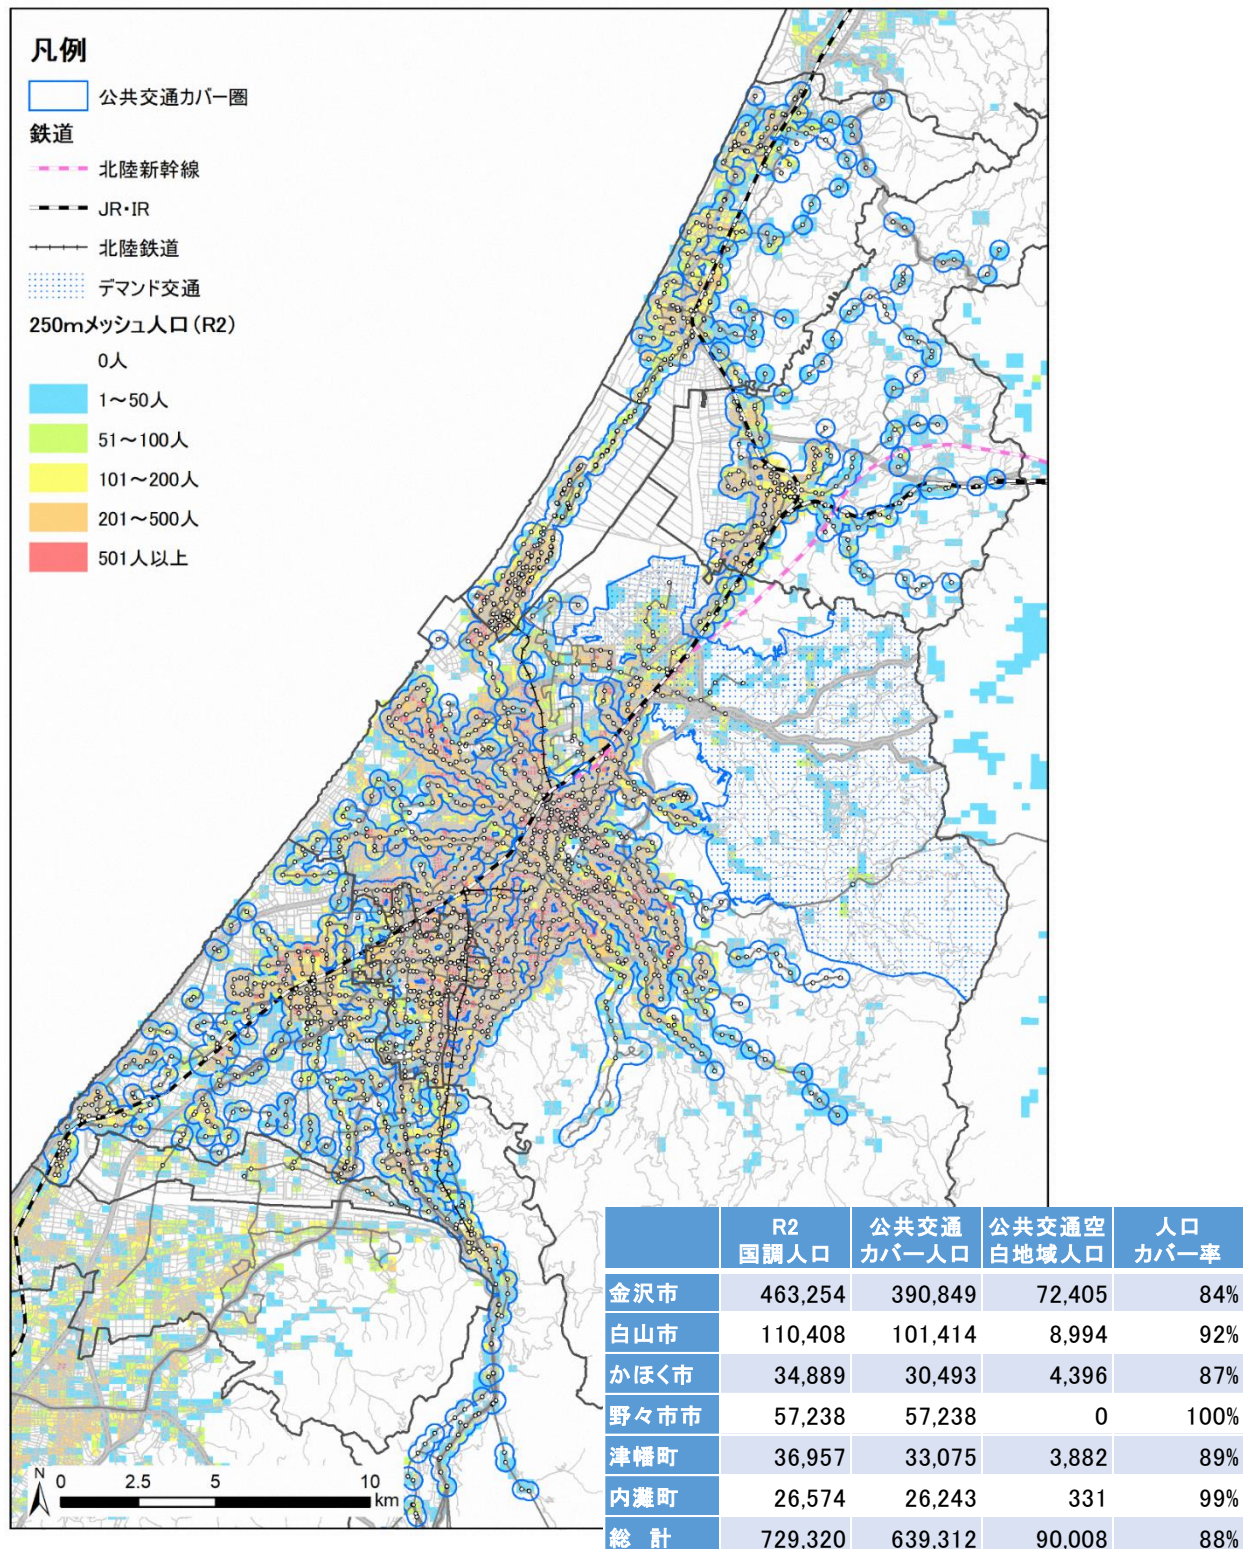 凡例
公共交通カバー圏
鉄道
北陸新幹線
JR・IR
北陸鉄道
デマンド交通
250mメッシュ人口(R2)
0人
1～50人
51～100人
101～200人
201～500人
501人以上
N 0 2.5 5 10 km
R2 国調人口 公共交通 カバー人口 公共交通空 白地域人口 人口 カバー率
金沢市 463,254 390,849 72,405 84%
白山市 110,408 101,414 8,994 92%
かほく市 34,889 30,493 4,396 87%
野々市市 57,238 57,238 0 100%
津幡町 36,957 33,075 3,882 89%
内灘町 26,574 26,243 331 99%
総 計 729,320 639,312 90,008 88%